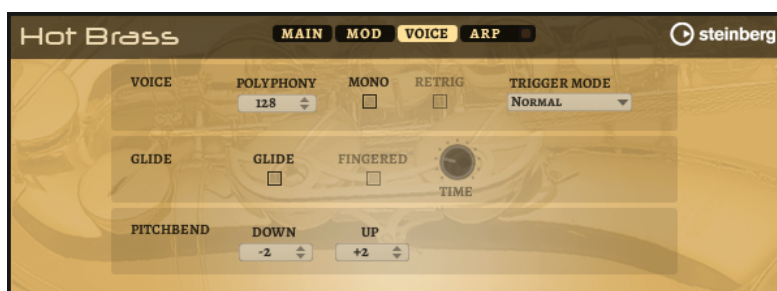 Hot Brass MAIN MOD VOICE ARP steinberg
VOICE POLYPHONY MONO RETRIG TRIGGER MODE
128 NORMAL
GLIDE GLIDE FINGERED
TIME
PITCHBEND DOWN UP
-2 +2